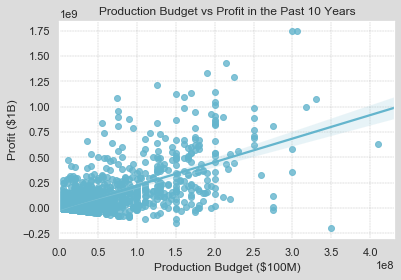 Production Budget vs Profit in the Past 10 Years
1e9
1.75
1.50
1.25
1.00
0.75
0.50
0.25
0.00
−0.25
Profit ($1B)
0.0 0.5 1.0 1.5 2.0 2.5 3.0 3.5 4.0
1e8
Production Budget ($100M)